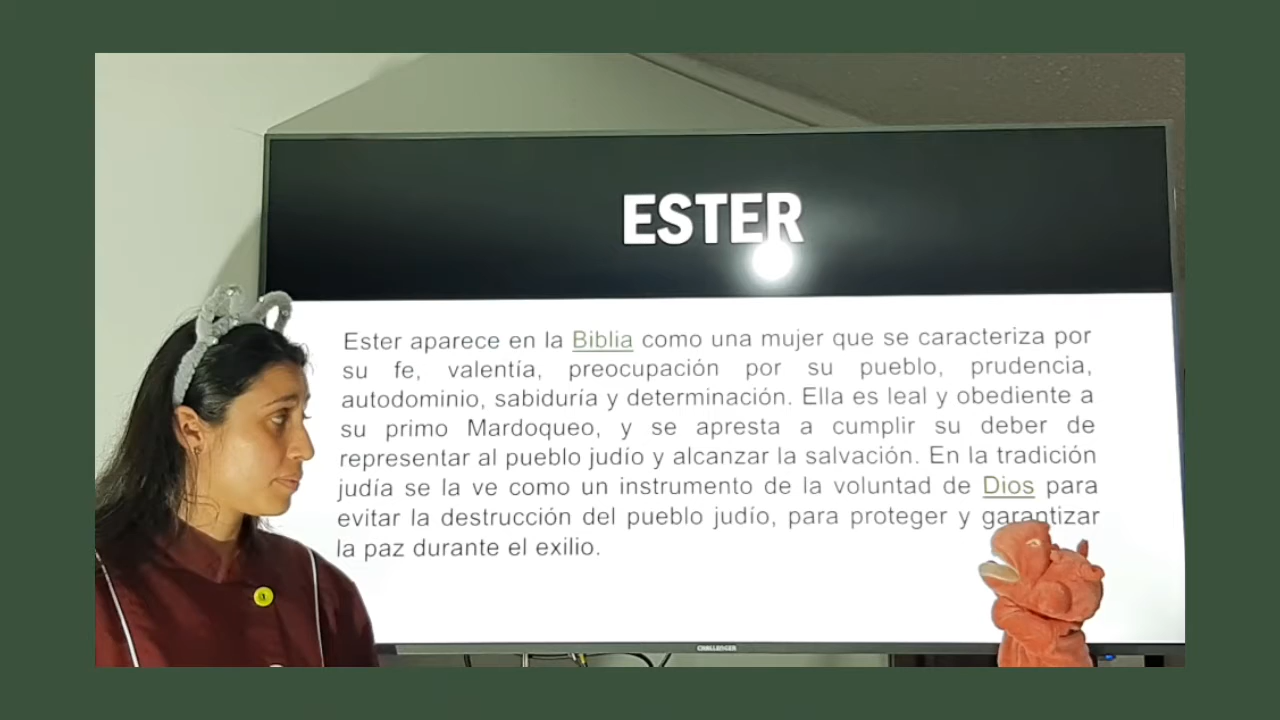 ESTER
Ester aparece en la Biblia como una mujer que se caracteriza por
su fe, valentía, preocupación por su pueblo, prudencia,
autodominio, sabiduría y determinación. Ella es leal y obediente a
su primo Mardoqueo, y se apresta a cumplir su deber de
representar al pueblo judío y alcanzar la salvación. En la tradición
judía se la ve como un instrumento de la voluntad de Dios para
evitar la destrucción del pueblo judío, para proteger y garantizar
la paz durante el exilio.
CHALLENGER